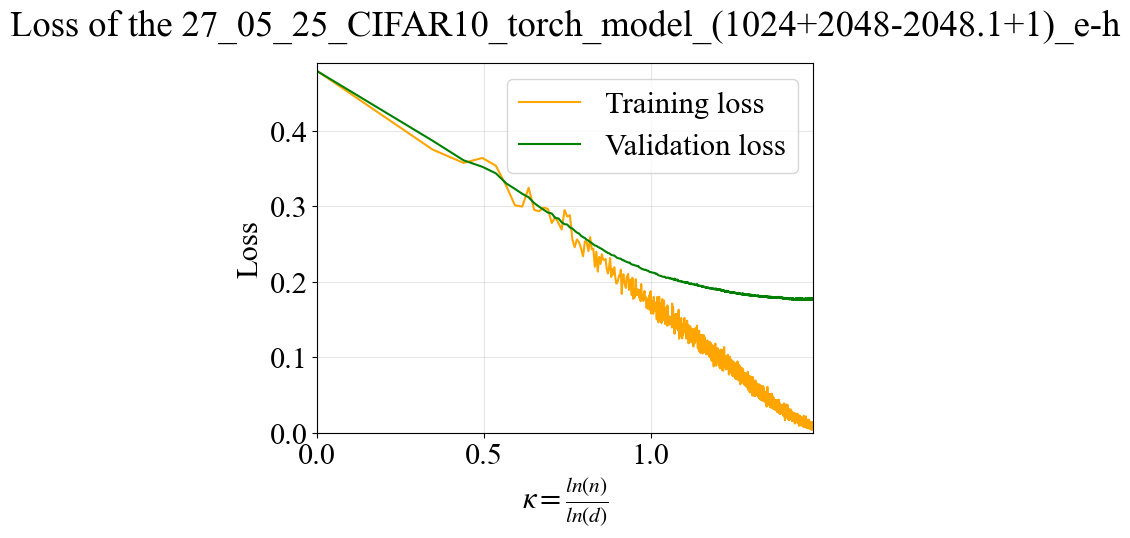 Loss of the 27_05_25_CIFAR10_torch_model_(1024+2048-2048.1+1)_e-h
Training loss
Validation loss
0.4
0.3
0.2
0.1
0.0
Loss
0.0 0.5 1.0
κ = ln(n) / ln(d)